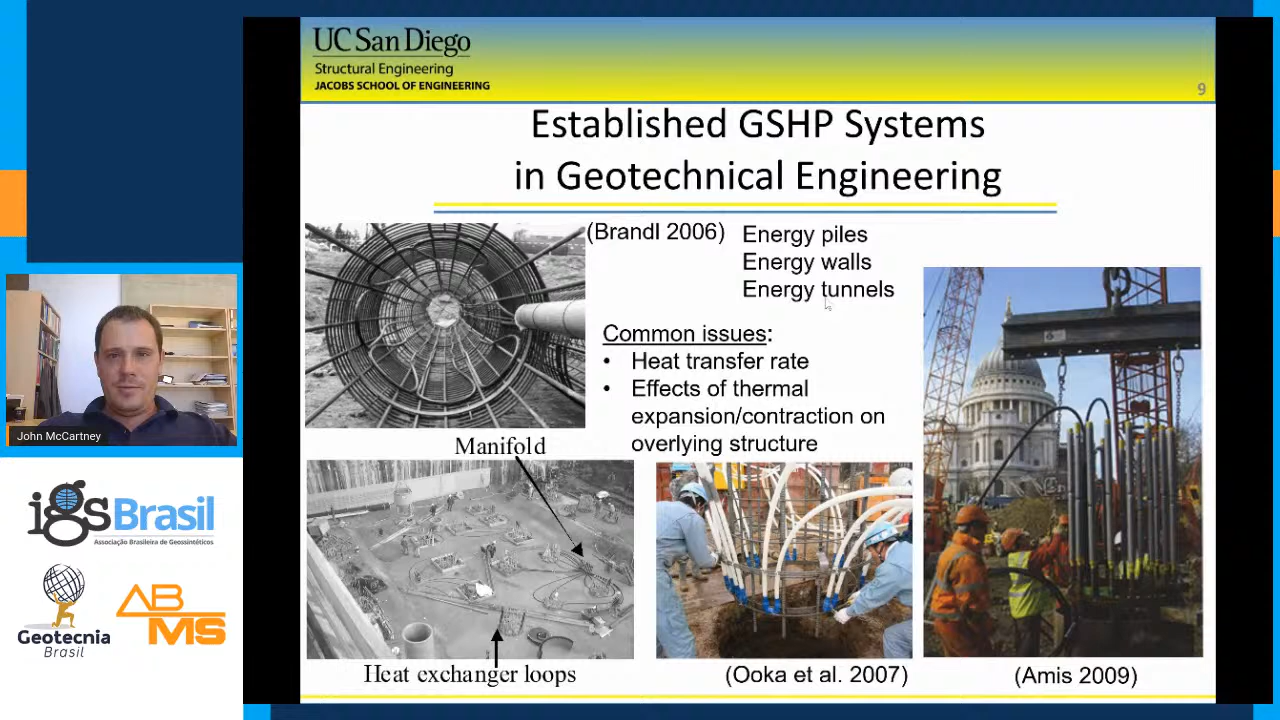 UC San Diego
Structural Engineering
JACOBS SCHOOL OF ENGINEERING
9
Established GSHP Systems
in Geotechnical Engineering
(Brandl 2006)
Energy piles
Energy walls
Energy tunnels
Common issues:
• Heat transfer rate
• Effects of thermal
expansion/contraction on
overlying structure
Manifold
Heat exchanger loops
(Ooka et al. 2007)
(Amis 2009)
John McCartney
igsBrasil
Associação Brasileira de Geossintéticos
Geotecnia
Brasil
ABMS